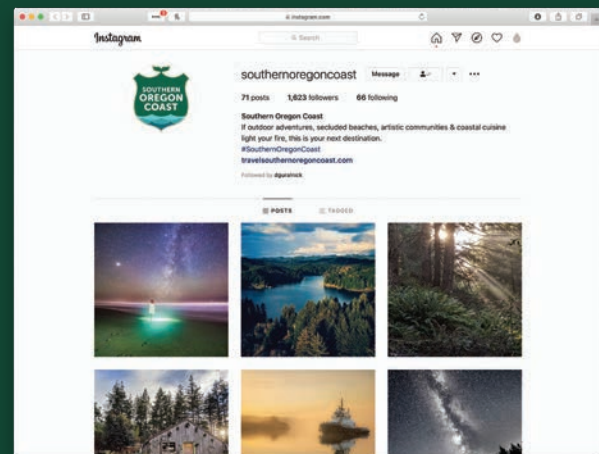 instagram.com
Instagram
Search
SOUTHERN
OREGON
COAST
southernoregoncoast Message
71 posts 1,623 followers 66 following
Southern Oregon Coast
If outdoor adventures, secluded beaches, artistic communities & coastal cuisine
light your fire, this is your next destination.
#SouthernOregonCoast
travelsouthernoregoncoast.com
Followed by dguralnick
POSTS TAGGED